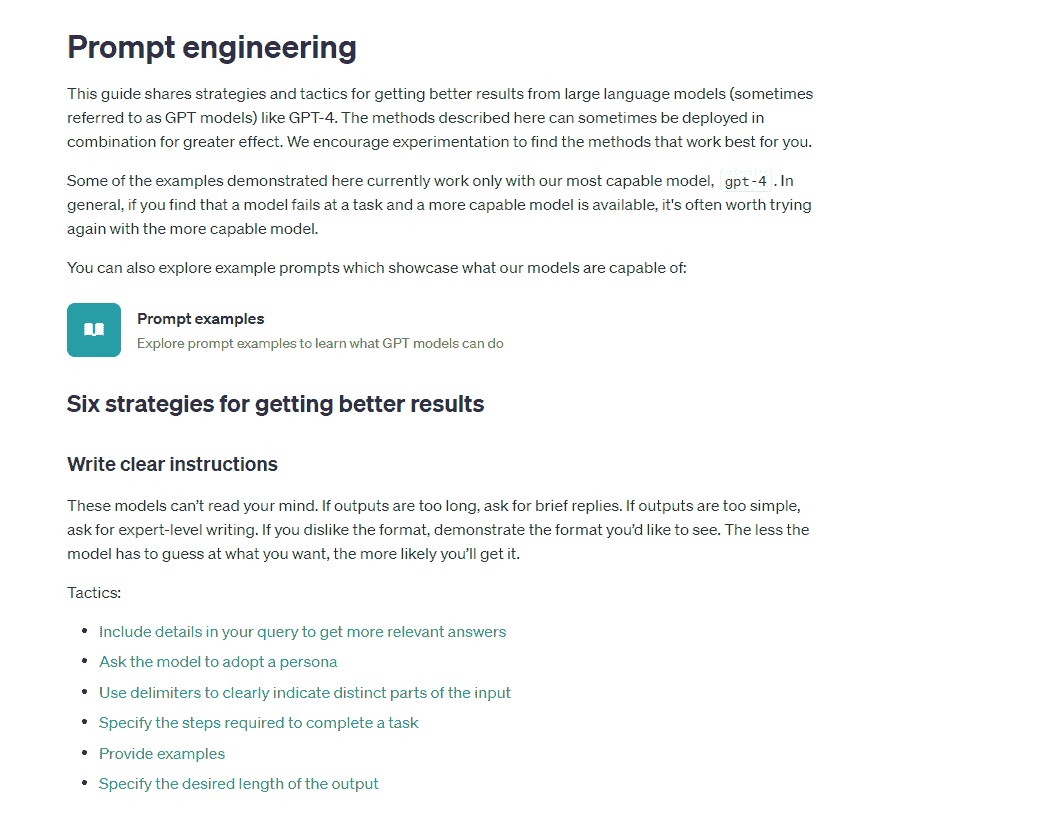 Prompt engineering
This guide shares strategies and tactics for getting better results from large language models (sometimes
referred to as GPT models) like GPT-4. The methods described here can sometimes be deployed in
combination for greater effect. We encourage experimentation to find the methods that work best for you.
Some of the examples demonstrated here currently work only with our most capable model, gpt-4. In
general, if you find that a model fails at a task and a more capable model is available, it's often worth trying
again with the more capable model.
You can also explore example prompts which showcase what our models are capable of:
Prompt examples
Explore prompt examples to learn what GPT models can do
Six strategies for getting better results
Write clear instructions
These models can’t read your mind. If outputs are too long, ask for brief replies. If outputs are too simple,
ask for expert-level writing. If you dislike the format, demonstrate the format you’d like to see. The less the
model has to guess at what you want, the more likely you’ll get it.
Tactics:
• Include details in your query to get more relevant answers
• Ask the model to adopt a persona
• Use delimiters to clearly indicate distinct parts of the input
• Specify the steps required to complete a task
• Provide examples
• Specify the desired length of the output